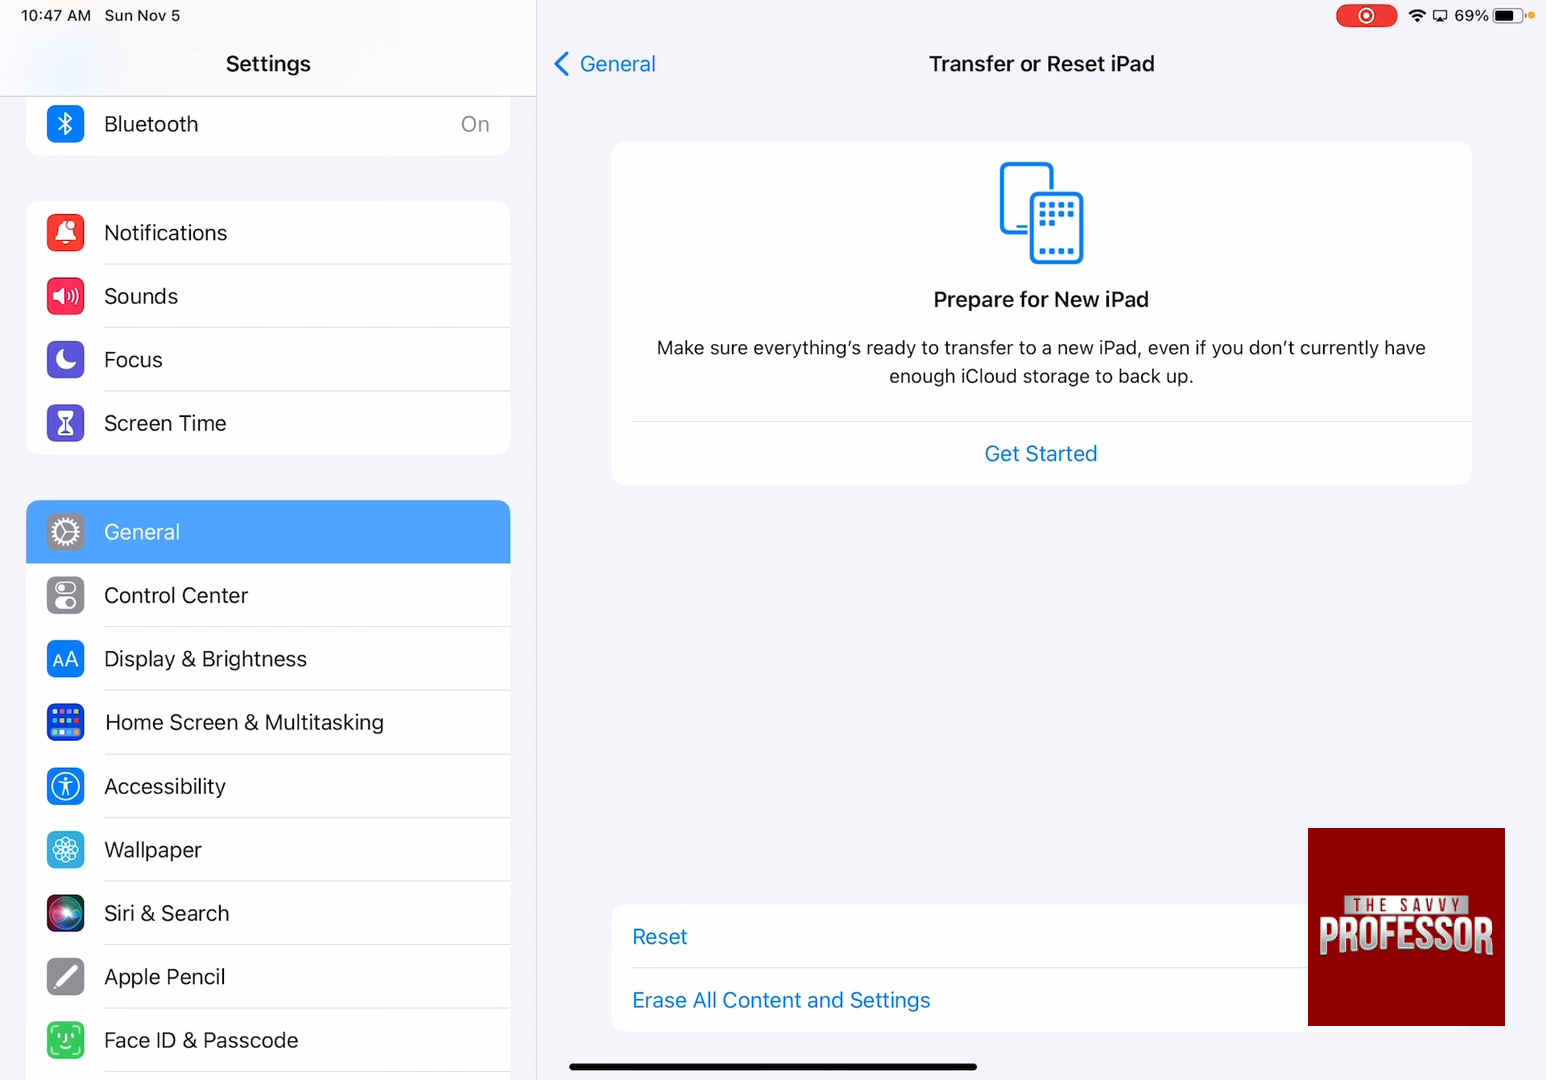 10:47 AM Sun Nov 5
69%
Settings
Bluetooth On
Notifications
Sounds
Focus
Screen Time
General
Control Center
AA Display & Brightness
Home Screen & Multitasking
Accessibility
Wallpaper
Siri & Search
Apple Pencil
Face ID & Passcode
General
Transfer or Reset iPad
Prepare for New iPad
Make sure everything’s ready to transfer to a new iPad, even if you don’t currently have
enough iCloud storage to back up.
Get Started
Reset
Erase All Content and Settings
THE SAVVY
PROFESSOR